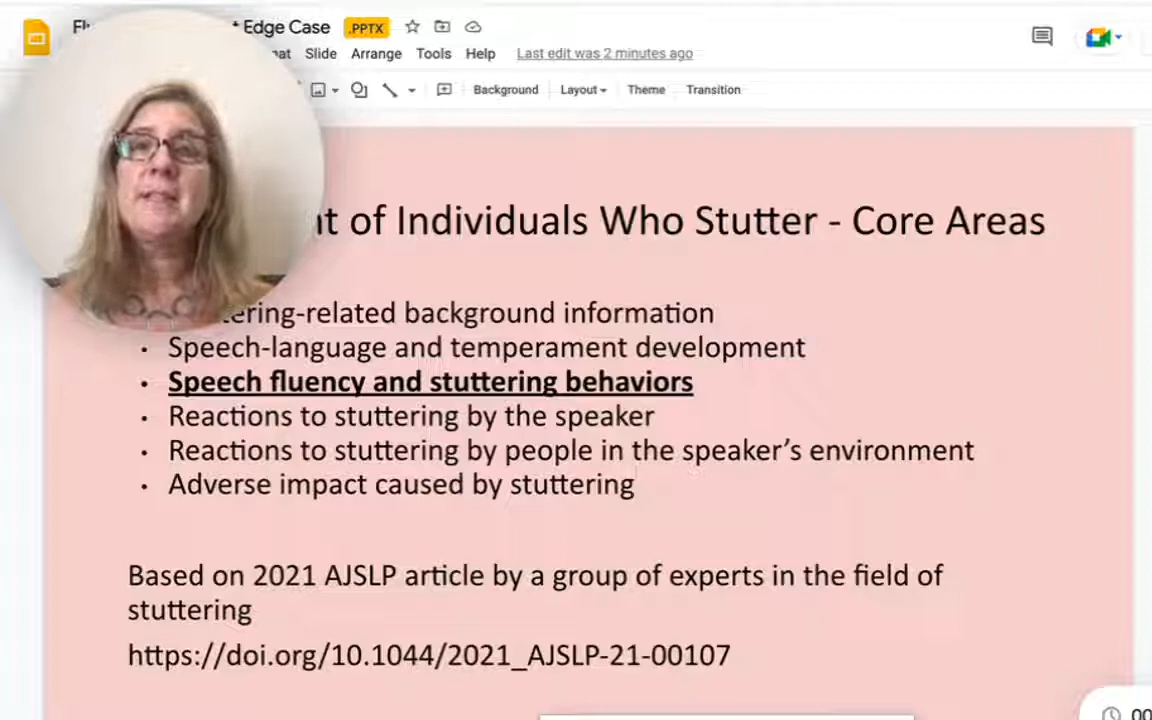 Edge Case .PPTX
Slide Arrange Tools Help Last edit was 2 minutes ago
Background Layout Theme Transition
of Individuals Who Stutter - Core Areas
background information
• Speech-language and temperament development
• Speech fluency and stuttering behaviors
• Reactions to stuttering by the speaker
• Reactions to stuttering by people in the speaker's environment
• Adverse impact caused by stuttering
Based on 2021 AJSLP article by a group of experts in the field of
stuttering
https://doi.org/10.1044/2021_AJSLP-21-00107